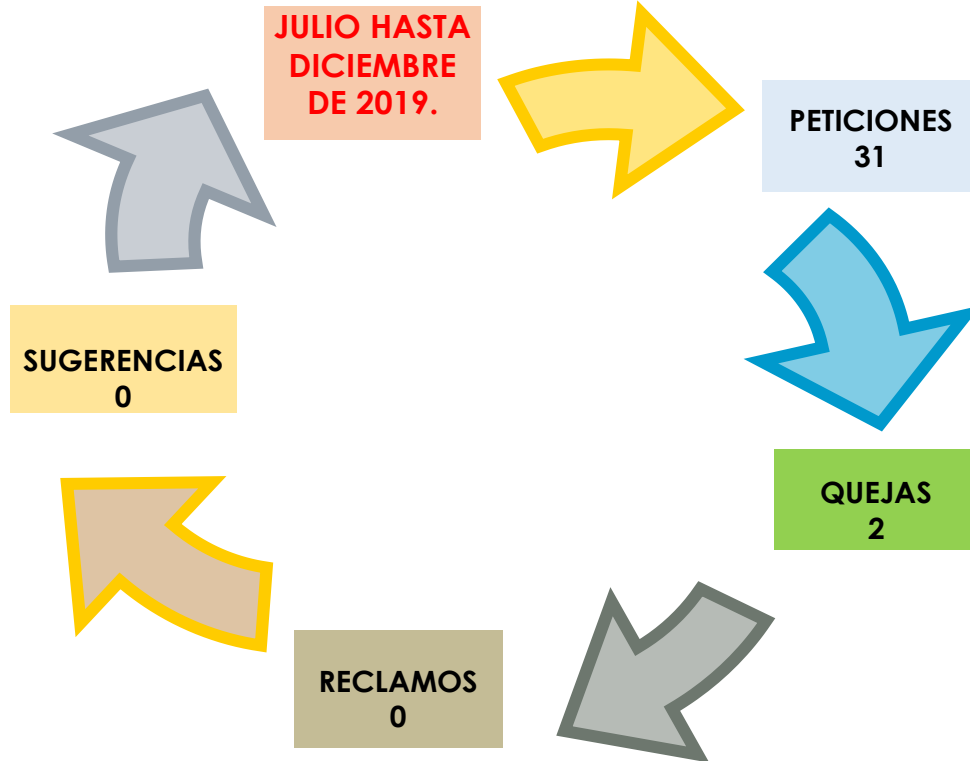 JULIO HASTA
DICIEMBRE
DE 2019.
PETICIONES
31
QUEJAS
2
RECLAMOS
0
SUGERENCIAS
0